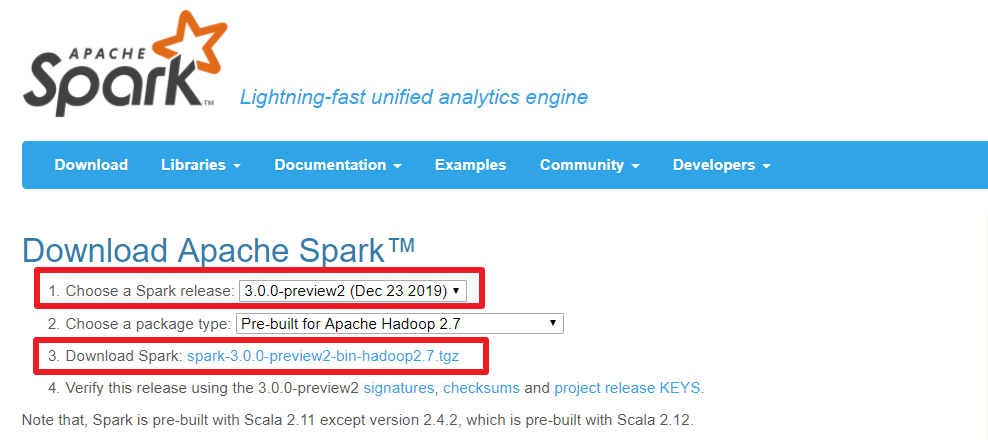 APACHE
Spark™
Lightning-fast unified analytics engine
Download Libraries Documentation Examples Community Developers
Download Apache Spark™
1. Choose a Spark release: 3.0.0-preview2 (Dec 23 2019)
2. Choose a package type: Pre-built for Apache Hadoop 2.7
3. Download Spark: spark-3.0.0-preview2-bin-hadoop2.7.tgz
4. Verify this release using the 3.0.0-preview2 signatures, checksums and project release KEYS.
Note that, Spark is pre-built with Scala 2.11 except version 2.4.2, which is pre-built with Scala 2.12.